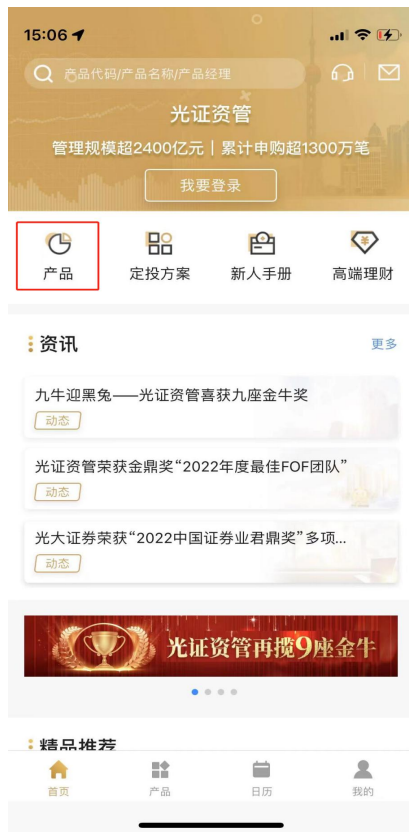 15:06
产品代码/产品名称/产品经理
光证资管
管理规模超2400亿元｜累计申购超1300万笔
我要登录
产品
定投方案
新人手册
高端理财
资讯
更多
九牛迎黑兔——光证资管喜获九座金牛奖
动态
光证资管荣获金鼎奖“2022年度最佳FOF团队”
动态
光大证券荣获“2022中国证券业君鼎奖”多项...
动态
光证资管再揽9座金牛
精品推荐
首页
产品
日历
我的